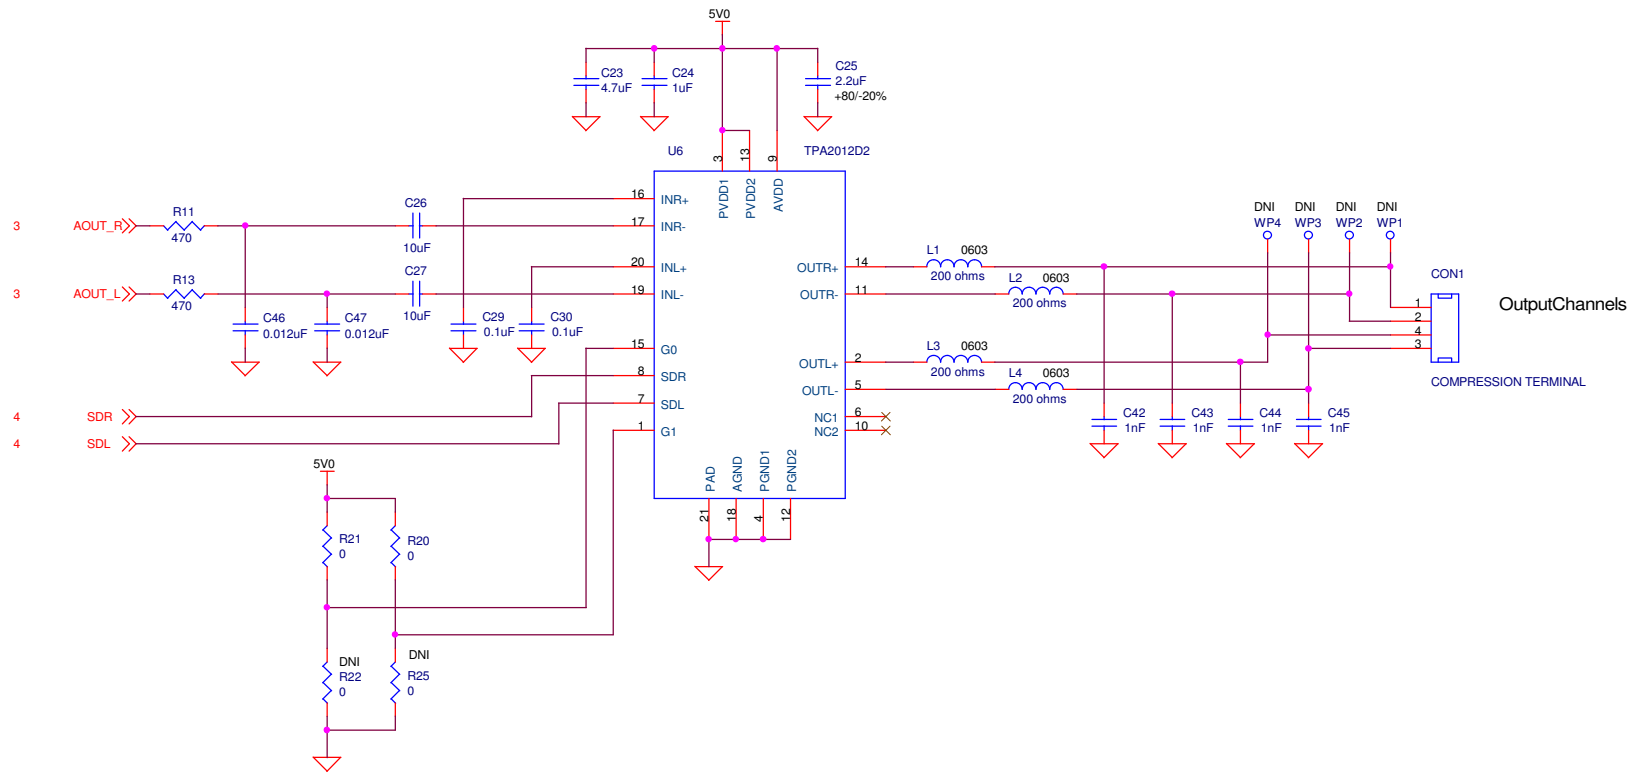 5V0
C23
4.7uF
C24
1uF
C25
2.2uF
+80/-20%
U6
TPA2012D2
3
13
9
PVDD1
PVDD2
AVDD
16
INR+
17
INR-
20
INL+
19
INL-
15
G0
8
SDR
7
SDL
1
G1
OUTR+
14
OUTR-
11
OUTL+
2
OUTL-
5
NC1
6
NC2
10
PAD
AGND
PGND1
PGND2
21
18
4
12
3
AOUT_R
R11
470
C26
10uF
3
AOUT_L
R13
470
C27
10uF
C46
0.012uF
C47
0.012uF
C29
0.1uF
C30
0.1uF
4
SDR
4
SDL
5V0
R21
0
R20
0
DNI
R22
0
DNI
R25
0
L1
0603
200 ohms
L2
0603
200 ohms
L3
0603
200 ohms
L4
0603
200 ohms
DNI
WP4
DNI
WP3
DNI
WP2
DNI
WP1
C42
1nF
C43
1nF
C44
1nF
C45
1nF
CON1
1
2
4
3
COMPRESSION TERMINAL
OutputChannels